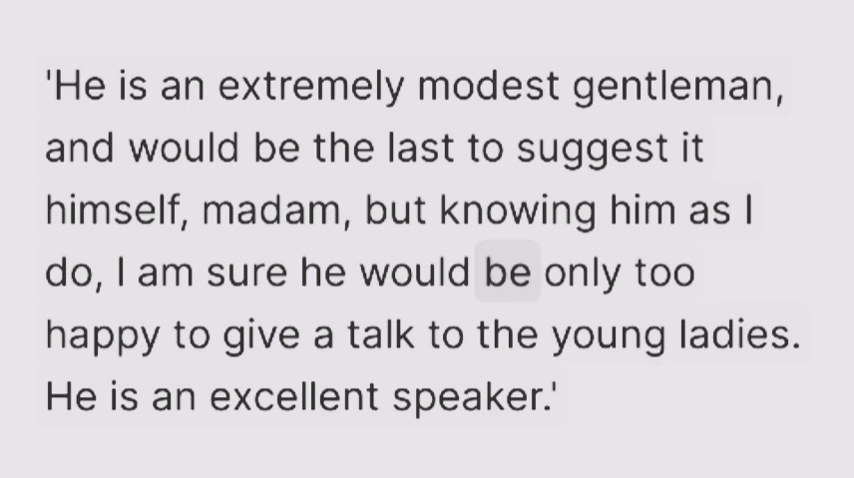 'He is an extremely modest gentleman,
and would be the last to suggest it
himself, madam, but knowing him as I
do, I am sure he would be only too
happy to give a talk to the young ladies.
He is an excellent speaker.'